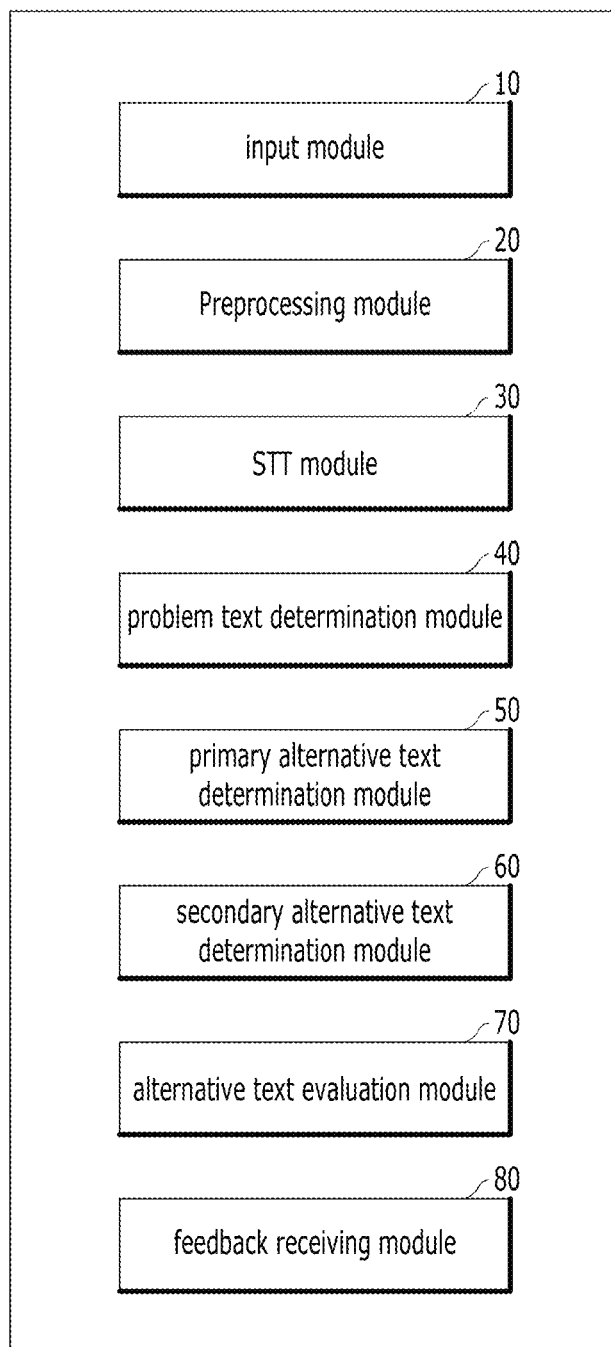 10
input module
20
Preprocessing module
30
STT module
40
problem text determination module
50
primary alternative text
determination module
60
secondary alternative text
determination module
70
alternative text evaluation module
80
feedback receiving module